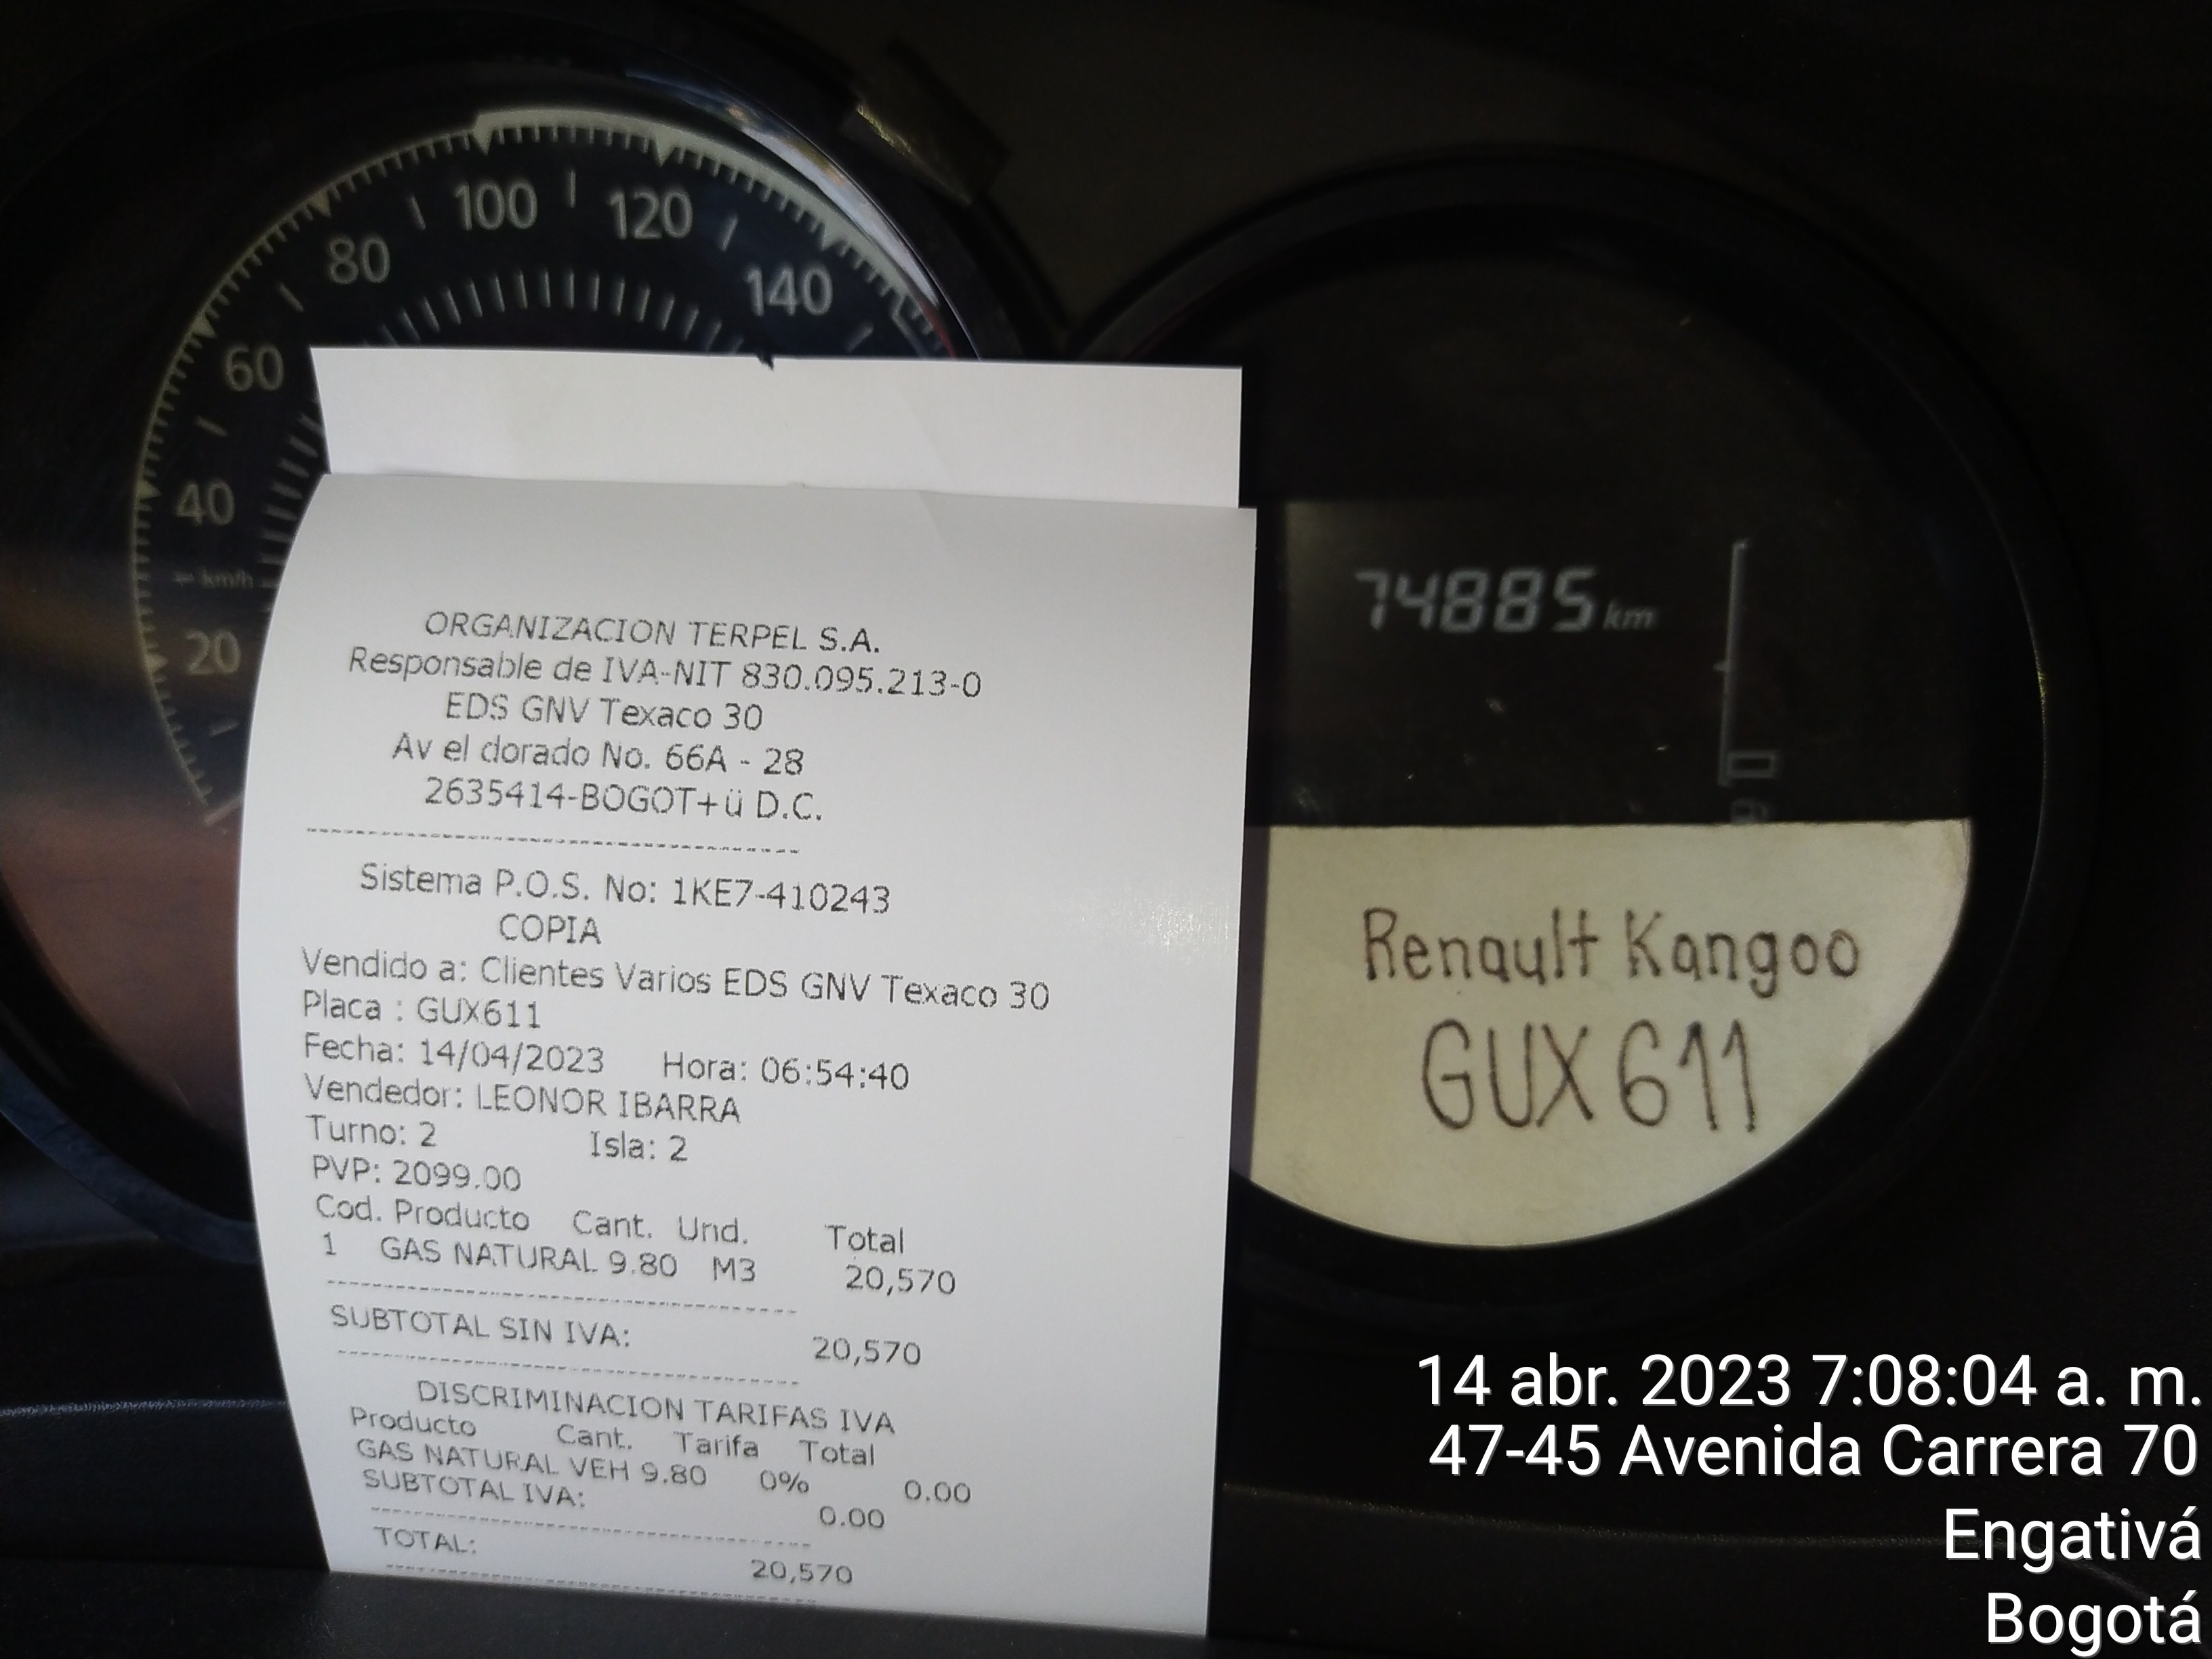 20
40
60
80
100
120
140
km/h
ORGANIZACION TERPEL S.A.
Responsable de IVA-NIT 830.095.213-0
EDS GNV Texaco 30
Av el dorado No. 66A - 28
2635414-BOGOT+ü D.C.
Sistema P.O.S. No: 1KE7-410243
COPIA
Vendido a: Clientes Varios EDS GNV Texaco 30
Placa : GUX611
Fecha: 14/04/2023 Hora: 06:54:40
Vendedor: LEONOR IBARRA
Turno: 2 Isla: 2
PVP: 2099.00
Cod. Producto Cant. Und. Total
1 GAS NATURAL 9.80 M3 20,570
SUBTOTAL SIN IVA: 20,570
DISCRIMINACION TARIFAS IVA
Producto Cant. Tarifa Total
GAS NATURAL VEH 9.80 0% 0.00
SUBTOTAL IVA: 0.00
TOTAL: 20,570
74885 km
Renault Kangoo
GUX611
14 abr. 2023 7:08:04 a. m.
47-45 Avenida Carrera 70
Engativá
Bogotá